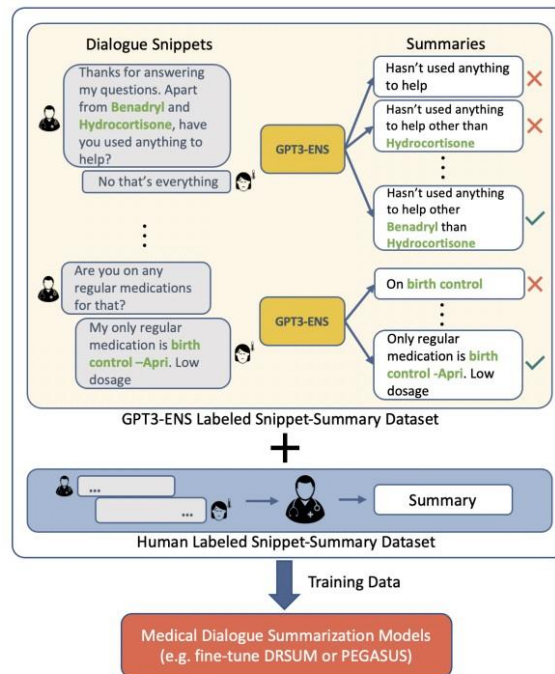 Dialogue Snippets
Thanks for answering
my questions. Apart
from Benadryl and
Hydrocortisone, have
you used anything to
help?
No that's everything
Are you on any
regular medications
for that?
My only regular
medication is birth
control –Apri. Low
dosage
GPT3-ENS
GPT3-ENS
Summaries
Hasn't used anything
to help
Hasn't used anything
to help other than
Hydrocortisone
Hasn't used anything
to help other
Benadryl than
Hydrocortisone
On birth control
Only regular
medication is birth
control -Apri. Low
dosage
GPT3-ENS Labeled Snippet-Summary Dataset
+
...
...
Summary
Human Labeled Snippet-Summary Dataset
Training Data
Medical Dialogue Summarization Models
(e.g. fine-tune DRSUM or PEGASUS)